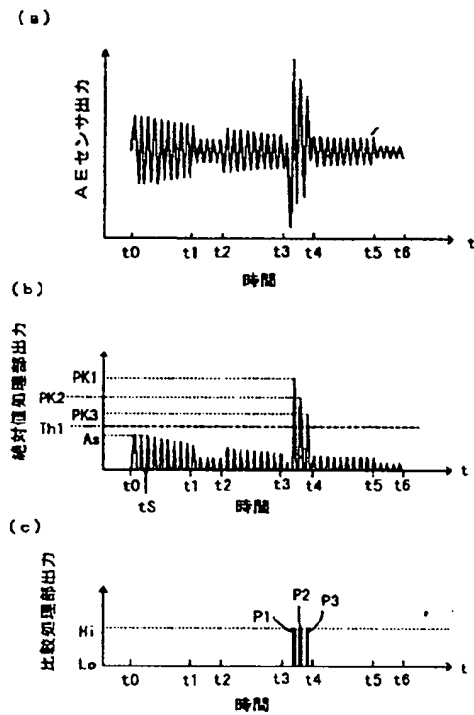 (a)
AEセンサ出力
t0 t1 t2 t3 t4 t5 t6 t
時間
(b)
絶対値処理部出力
PK1
PK2
PK3
Th1
As
t0 t1 t2 t3 t4 t5 t6 t
tS
時間
(c)
比較処理部出力
P1 P2 P3
Hi
Lo
t0 t1 t2 t3 t4 t5 t6 t
時間